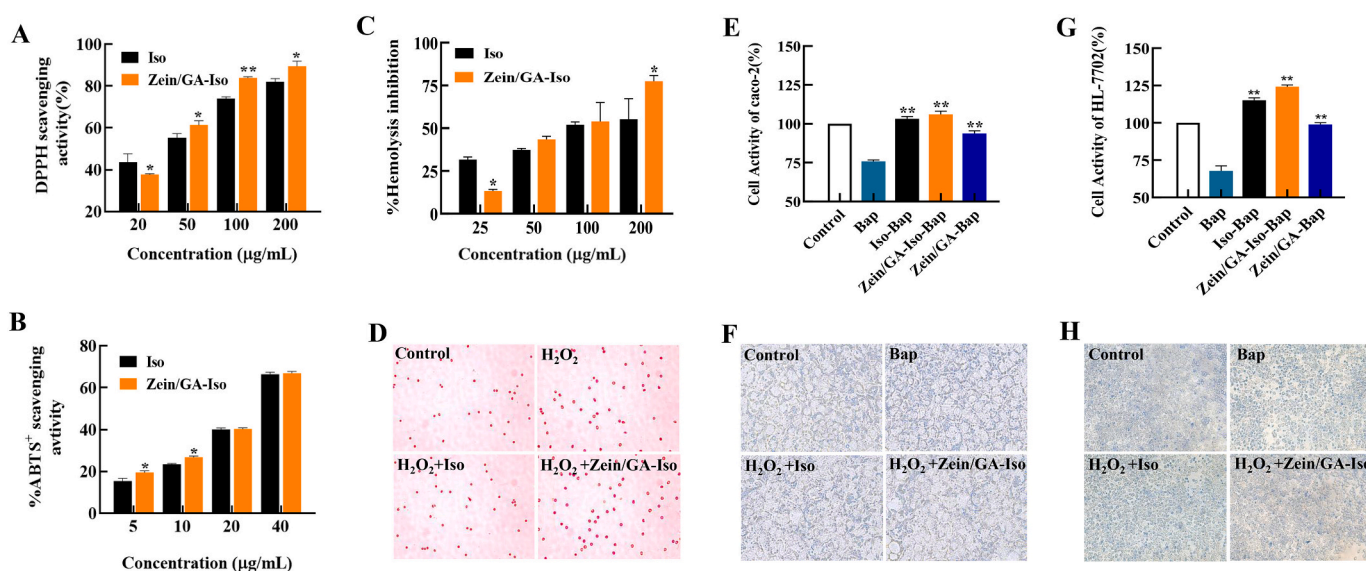 A
DPPH scavenging
activity(%)
100
80
60
40
20
Iso
Zein/GA-Iso
*
*
**
*
20 50 100 200
Concentration (μg/mL)
C
%Hemolysis inhibition
100
75
50
25
0
Iso
Zein/GA-Iso
*
*
25 50 100 200
Concentration (μg/mL)
E
Cell Activity of caco-2(%)
150
125
100
75
50
**
**
**
Control
Bap
Iso-Bap
Zein/GA-Iso-Bap
Zein/GA-Bap
G
Cell Activity of HL-7702(%)
150
125
100
75
50
**
**
**
Control
Bap
Iso-Bap
Zein/GA-Iso-Bap
Zein/GA-Bap
B
%ABTS⁺ scavenging
avtivity
80
60
40
20
0
Iso
Zein/GA-Iso
*
*
5 10 20 40
Concentration (μg/mL)
D
Control
H₂O₂
H₂O₂+Iso
H₂O₂+Zein/GA-Iso
F
Control
Bap
H₂O₂ +Iso
H₂O₂ +Zein/GA-Iso
H
Control
Bap
H₂O₂ +Iso
H₂O₂ +Zein/GA-Iso